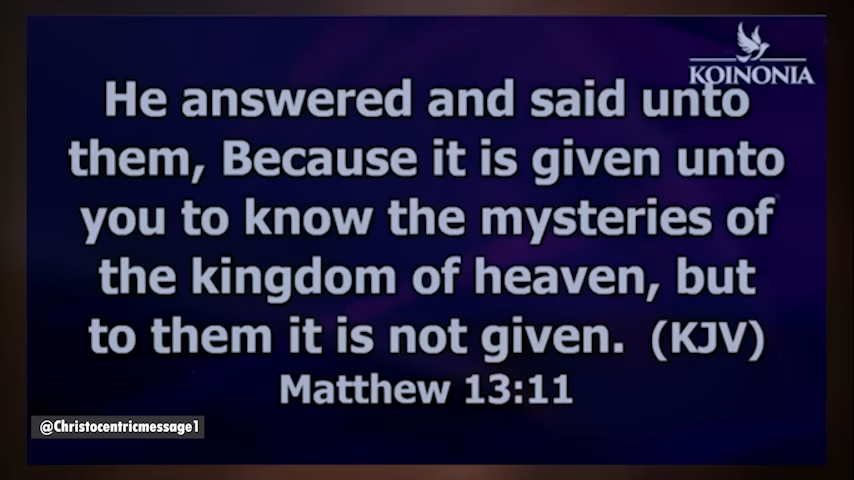 KOINONIA
He answered and said unto
them, Because it is given unto
you to know the mysteries of
the kingdom of heaven, but
to them it is not given. (KJV)
Matthew 13:11
@Christocentricmessage1